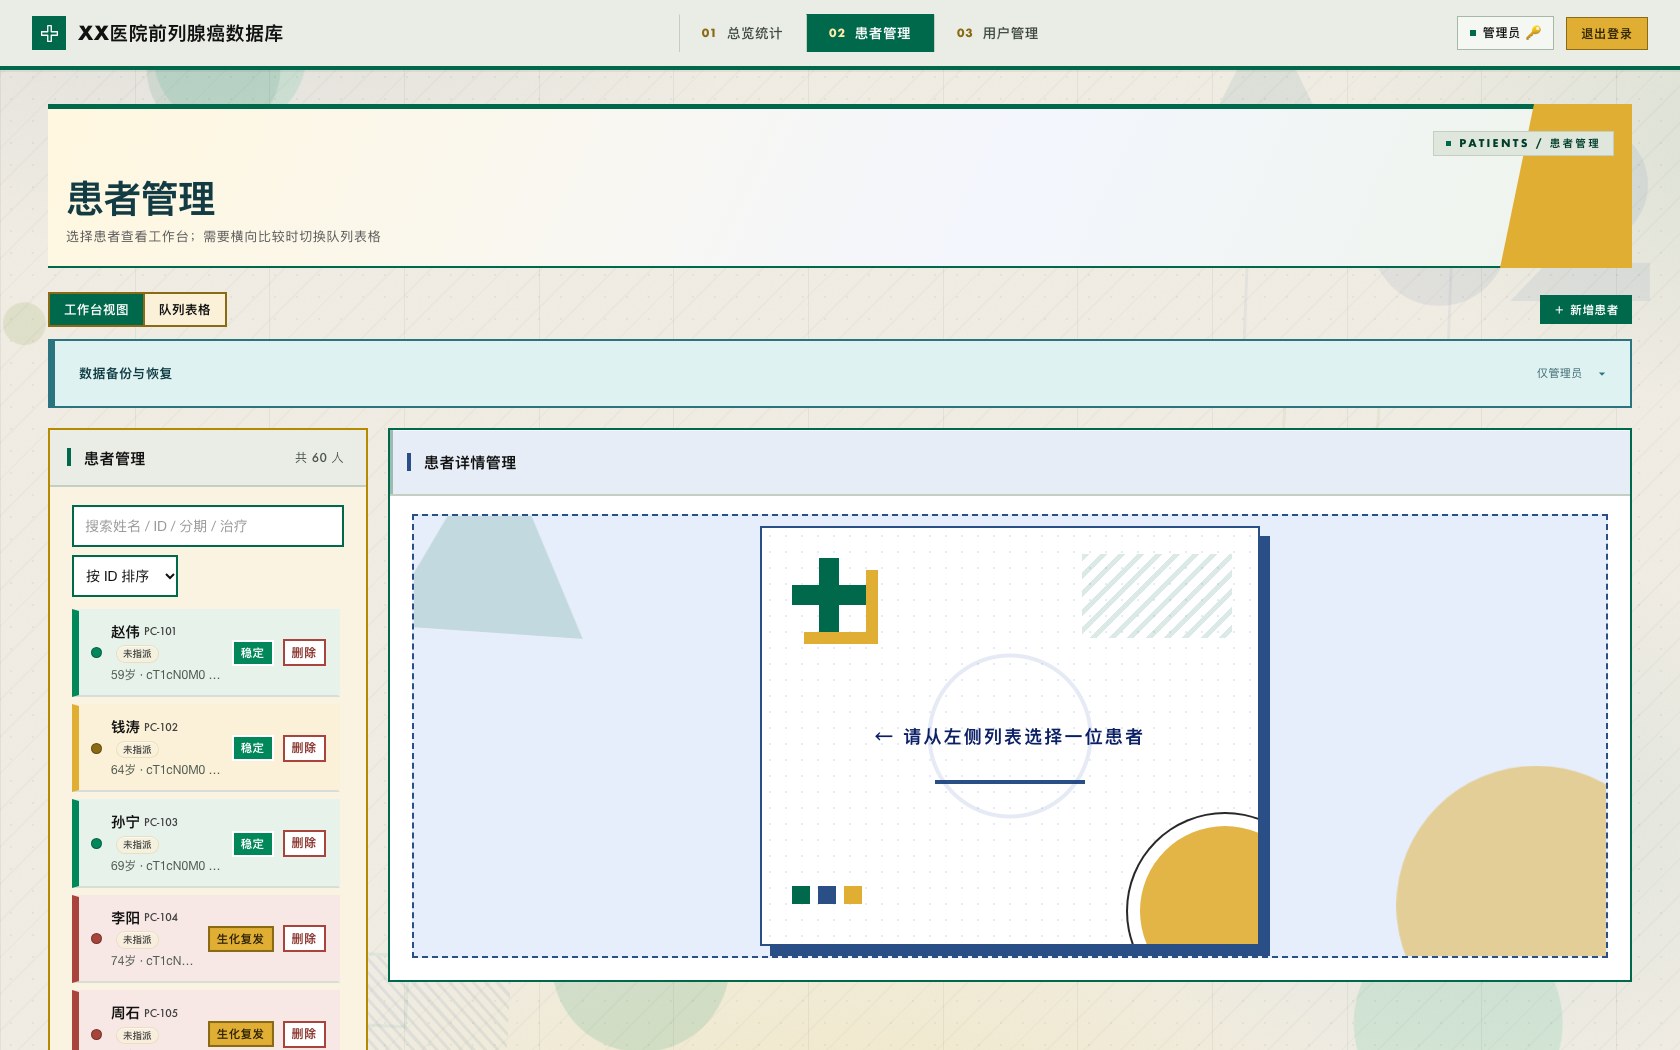 XX医院前列腺癌数据库
01 总览统计
02 患者管理
03 用户管理
管理员
退出登录
PATIENTS / 患者管理
患者管理
选择患者查看工作台；需要横向比较时切换队列表格
工作台视图
队列表格
+ 新增患者
数据备份与恢复
仅管理员
患者管理
共 60 人
搜索姓名 / ID / 分期 / 治疗
按 ID 排序
赵伟 PC-101
未指派
59岁 · cT1cN0M0 ...
稳定
删除
钱涛 PC-102
未指派
64岁 · cT1cN0M0 ...
稳定
删除
孙宁 PC-103
未指派
69岁 · cT1cN0M0 ...
稳定
删除
李阳 PC-104
未指派
74岁 · cT1cN...
生化复发
删除
周石 PC-105
未指派
生化复发
删除
患者详情管理
← 请从左侧列表选择一位患者